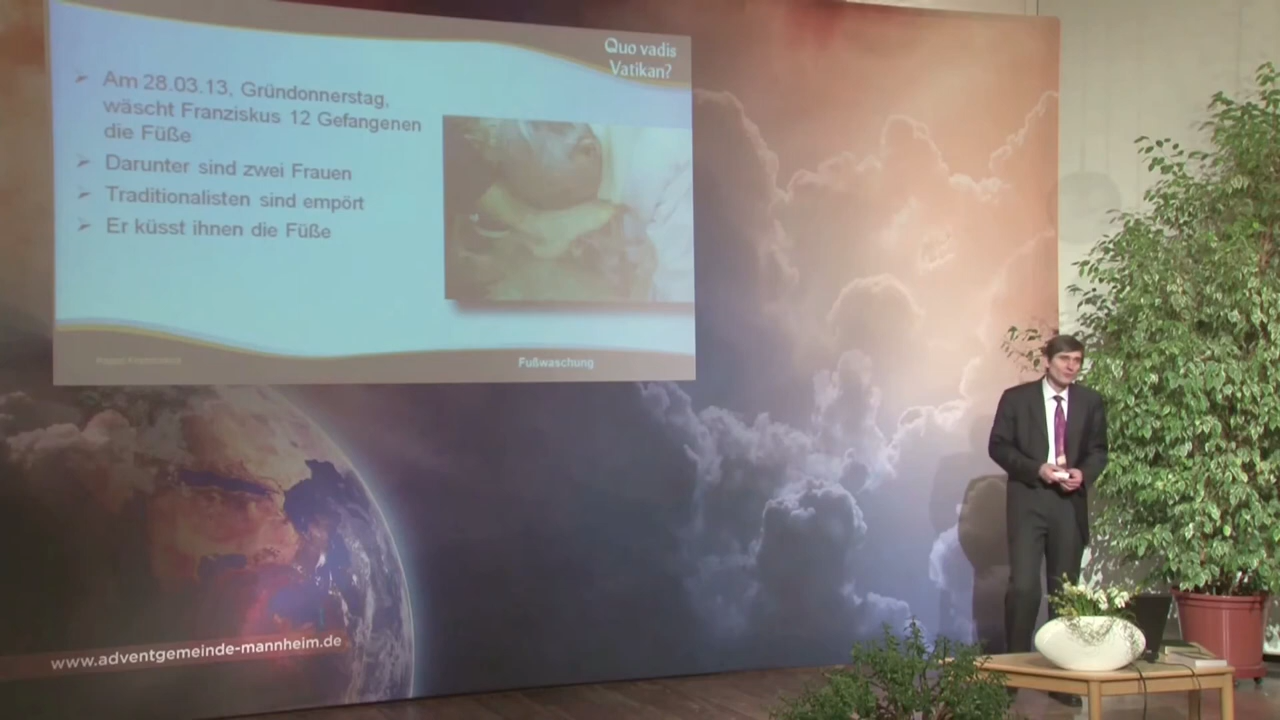 Quo vadis
Vatikan?
Am 28.03.13, Gründonnerstag,
wäscht Franziskus 12 Gefangenen
die Füße
Darunter sind zwei Frauen
Traditionalisten sind empört
Er küsst ihnen die Füße
Fußwaschung
www.adventgemeinde-mannheim.de